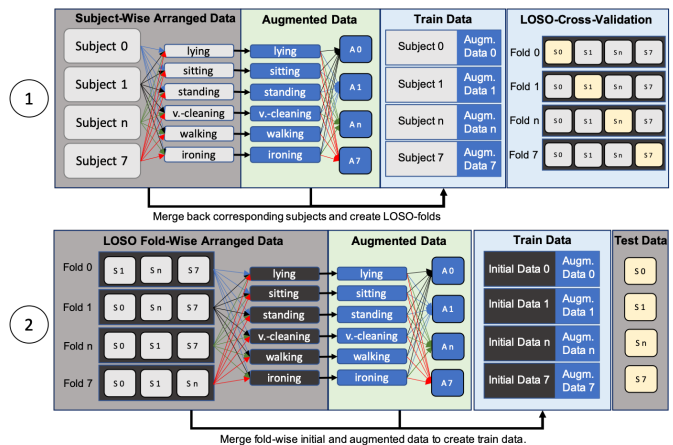 1
Subject-Wise Arranged Data
Augmented Data
Train Data
LOSO-Cross-Validation
Subject 0
Subject 1
Subject n
Subject 7
lying
sitting
standing
v.-cleaning
walking
ironing
lying
sitting
standing
v.-cleaning
walking
ironing
A 0
A 1
A n
A 7
Subject 0
Augm.
Data 0
Subject 1
Augm.
Data 1
Subject n
Augm.
Data n
Subject 7
Augm.
Data 7
Fold 0
S 0
S 1
S n
S 7
Fold 1
S 0
S 1
S n
S 7
Fold n
S 0
S 1
S n
S 7
Fold 7
S 0
S 1
S n
S 7
Merge back corresponding subjects and create LOSO-folds
2
LOSO Fold-Wise Arranged Data
Augmented Data
Train Data
Test Data
Fold 0
S 1
S n
S 7
Fold 1
S 0
S n
S 7
Fold n
S 0
S 1
S 7
Fold 7
S 0
S 1
S n
lying
sitting
standing
v.-cleaning
walking
ironing
lying
sitting
standing
v.-cleaning
walking
ironing
A 0
A 1
A n
A 7
Initial Data 0
Augm.
Data 0
Initial Data 1
Augm.
Data 1
Initial Data n
Augm.
Data n
Initial Data 7
Augm.
Data 7
S 0
S 1
S n
S 7
Merge fold-wise initial and augmented data to create train data.